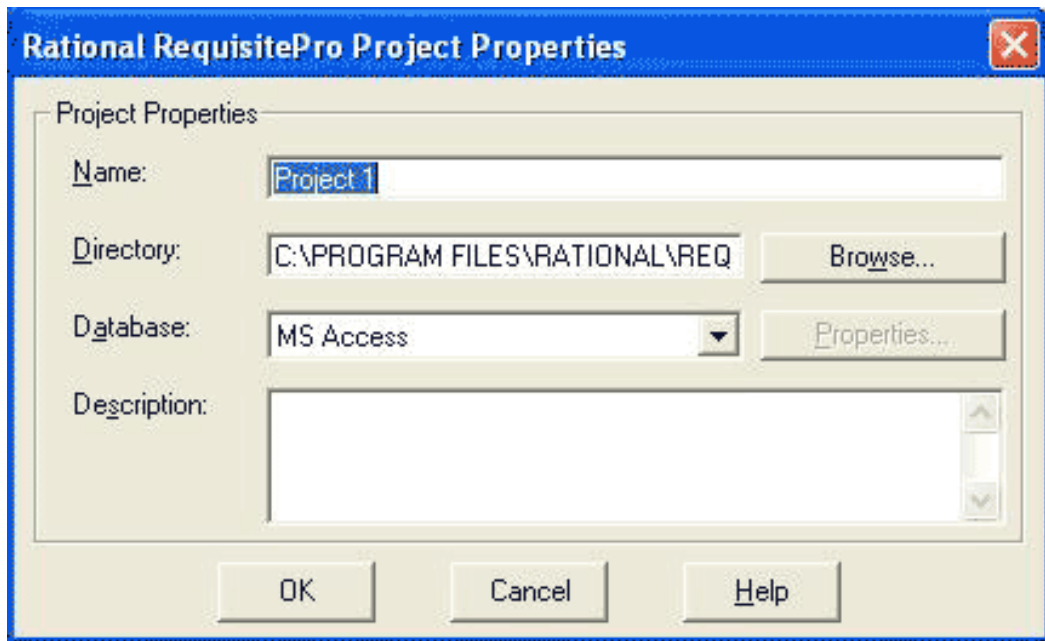 Rational RequisitePro Project Properties
Project Properties
Name:
Project 1
Directory:
C:\PROGRAM FILES\RATIONAL\REQ
Browse...
Database:
MS Access
Properties...
Description:
OK
Cancel
Help